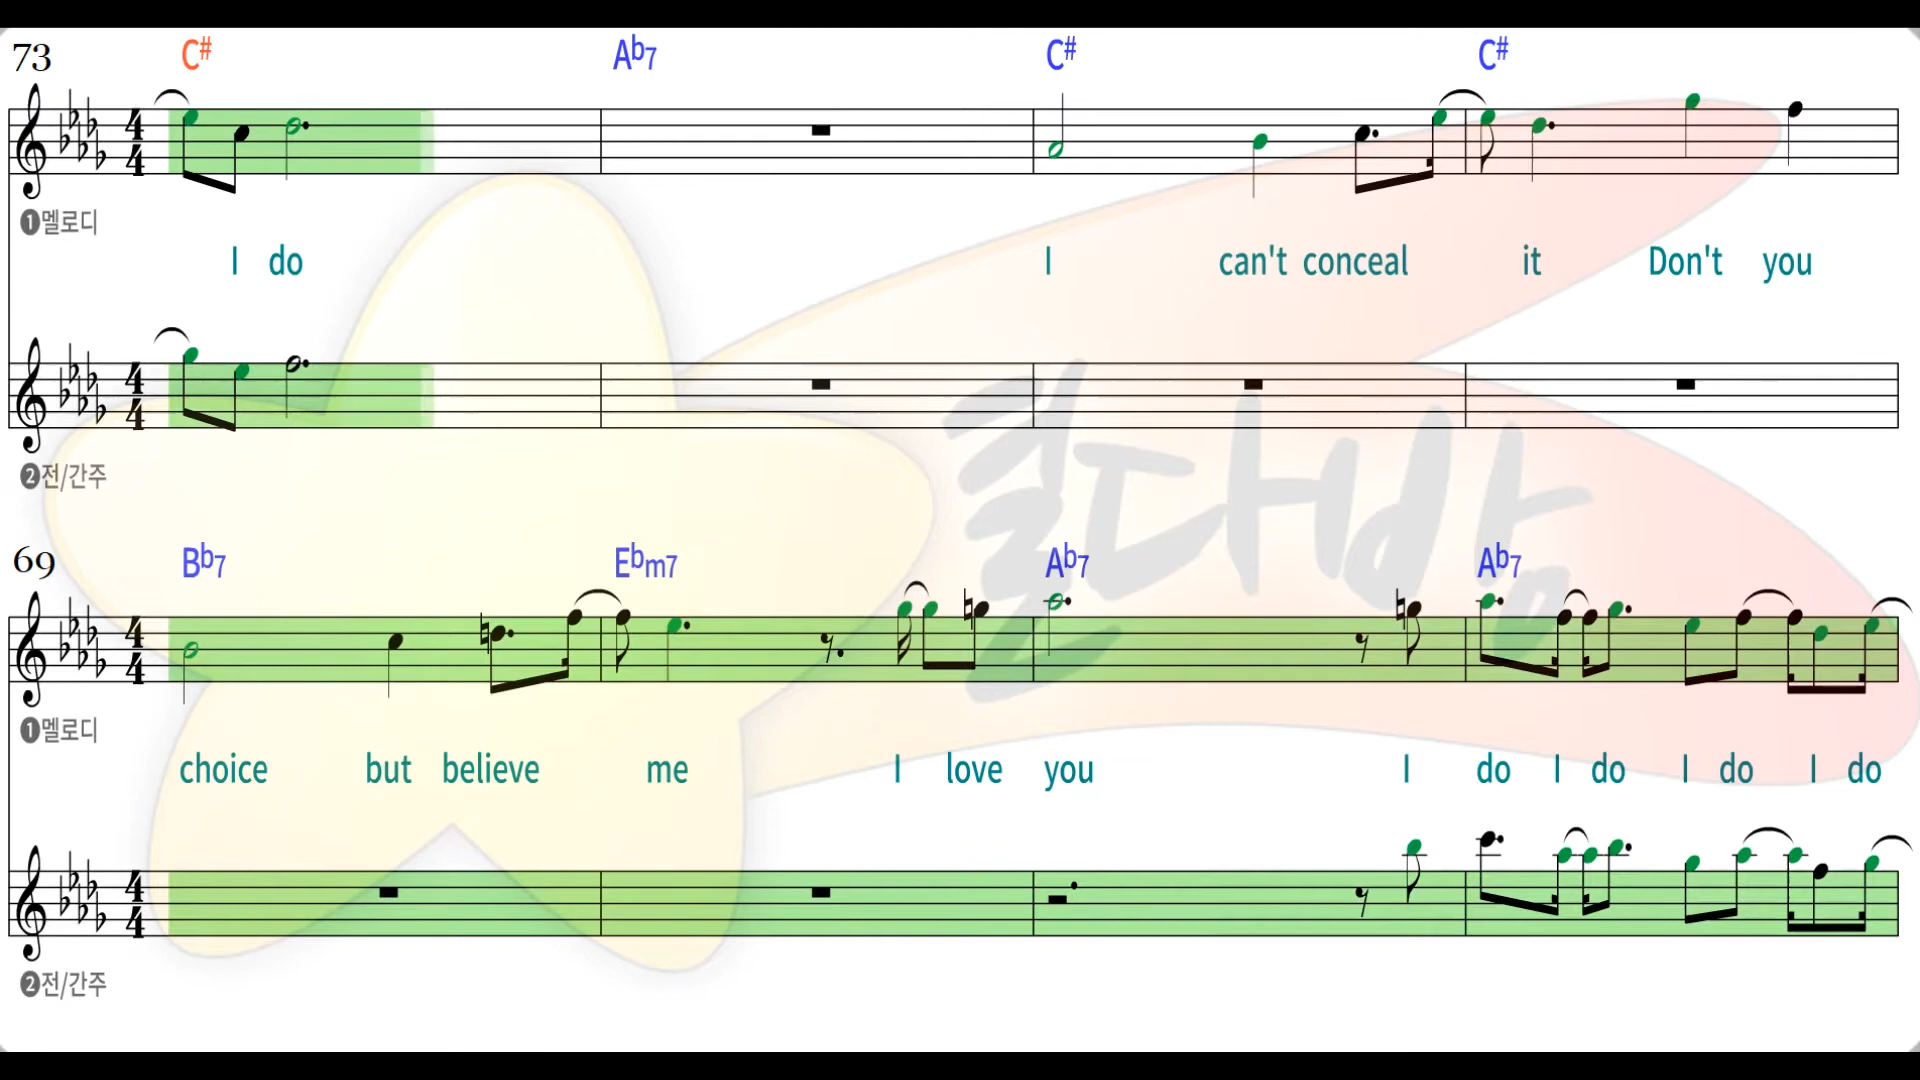 73 C# Ab7 C# C#
❶멜로디
I do I can't conceal it Don't you
❷전/간주
69 Bb7 Ebm7 Ab7 Ab7
❶멜로디
choice but believe me I love you I do I do I do I do
❷전/간주